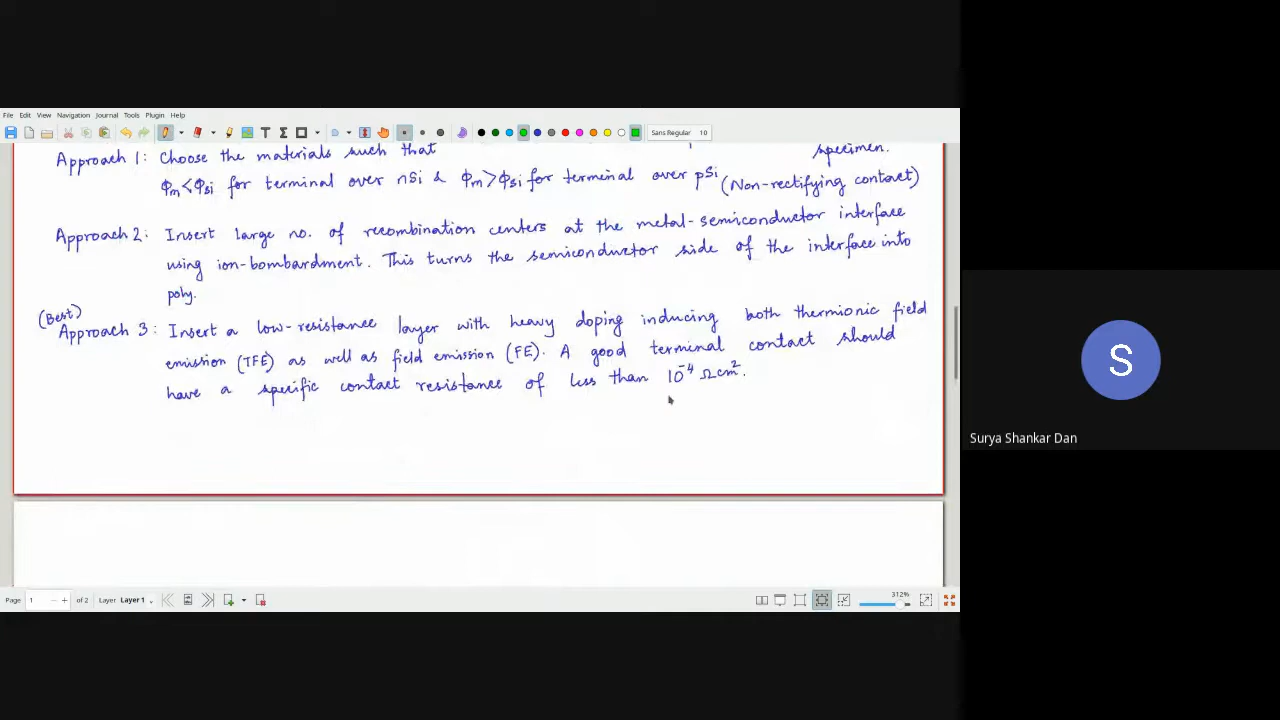 File Edit View Navigation Journal Tools Plugin Help
Sans Regular 10
Approach 1: Choose the materials such that specimen.
Φm<Φsi for terminal over nSi & Φm>Φsi for terminal over pSi (Non-rectifying contact)
Approach 2: Insert large no. of recombination centers at the metal-semiconductor interface
using ion-bombardment. This turns the semiconductor side of the interface into
poly.
(Best)
Approach 3: Insert a low-resistance layer with heavy doping inducing both thermionic field
emission (TFE) as well as field emission (FE). A good terminal contact should
have a specific contact resistance of less than 10⁻⁴ Ωcm².
S
Surya Shankar Dan
Page 1 of 2 Layer Layer 1 312%